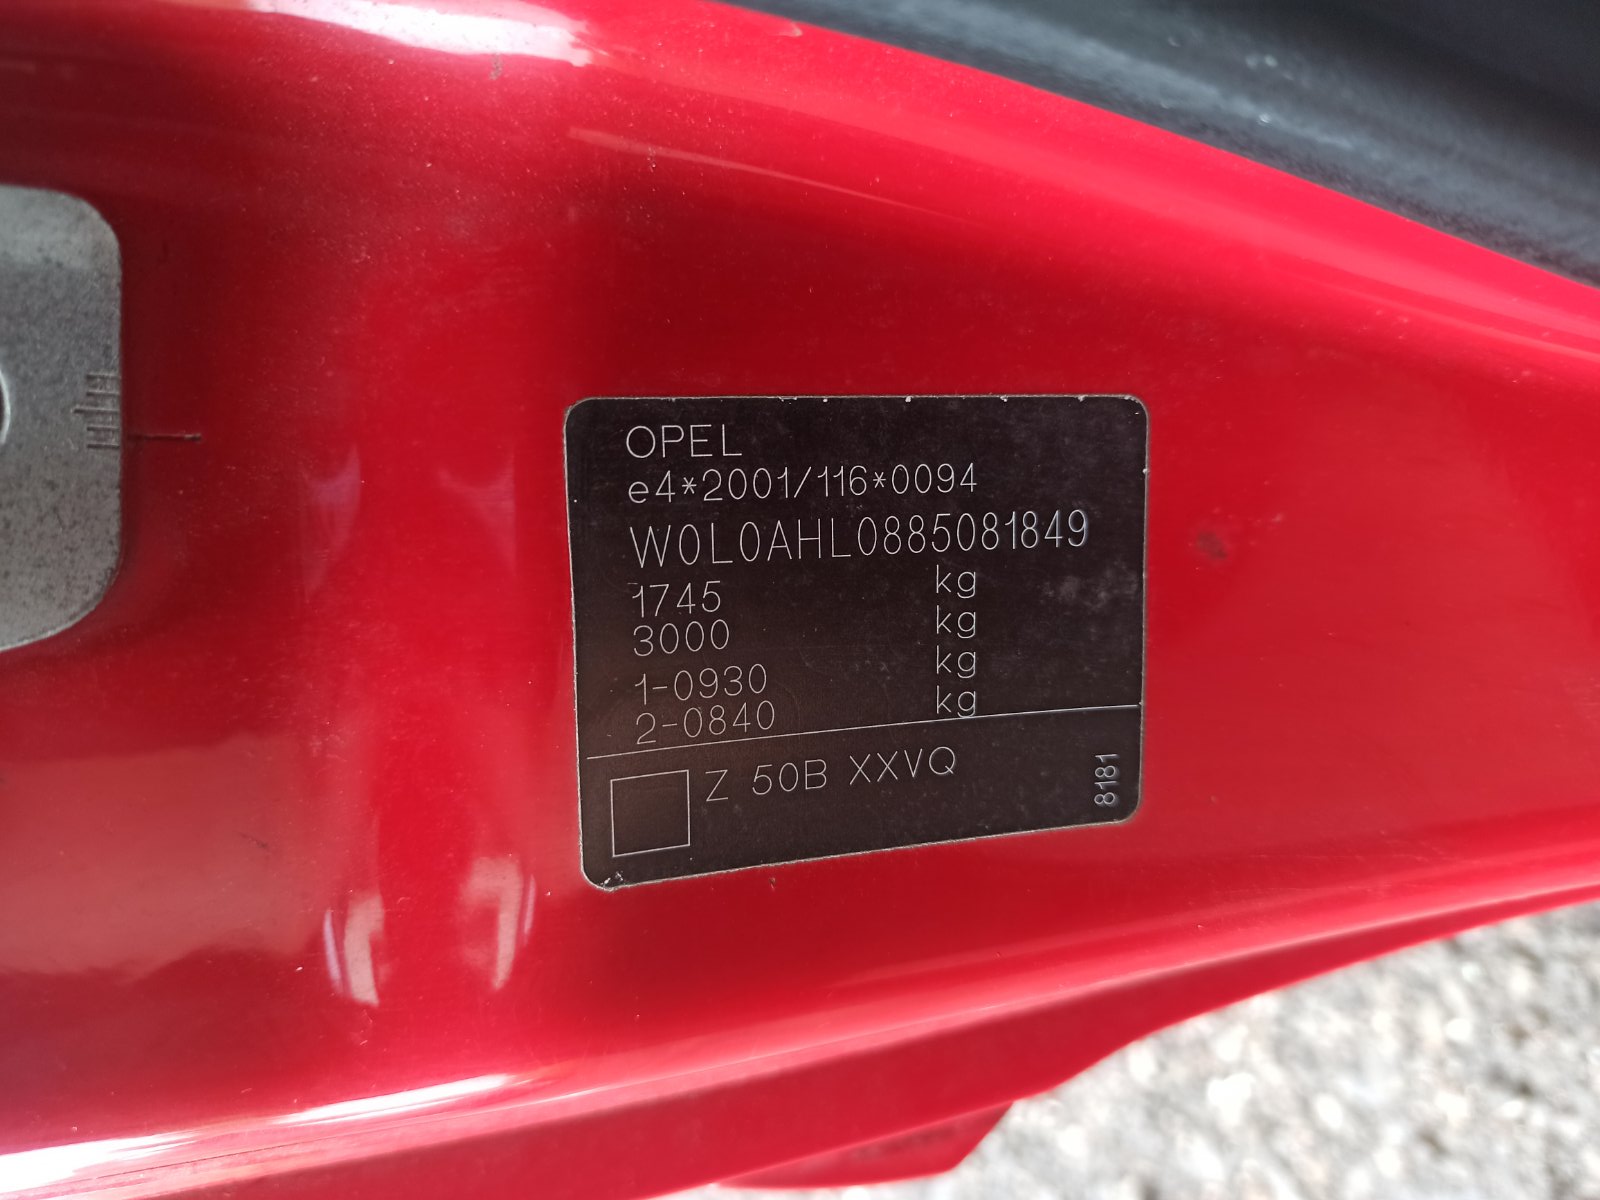 OPEL
e4*2001/116*0094
W0L0AHL0885081849
1745 kg
3000 kg
1-0930 kg
2-0840 kg
Z 50B XXVQ
8181